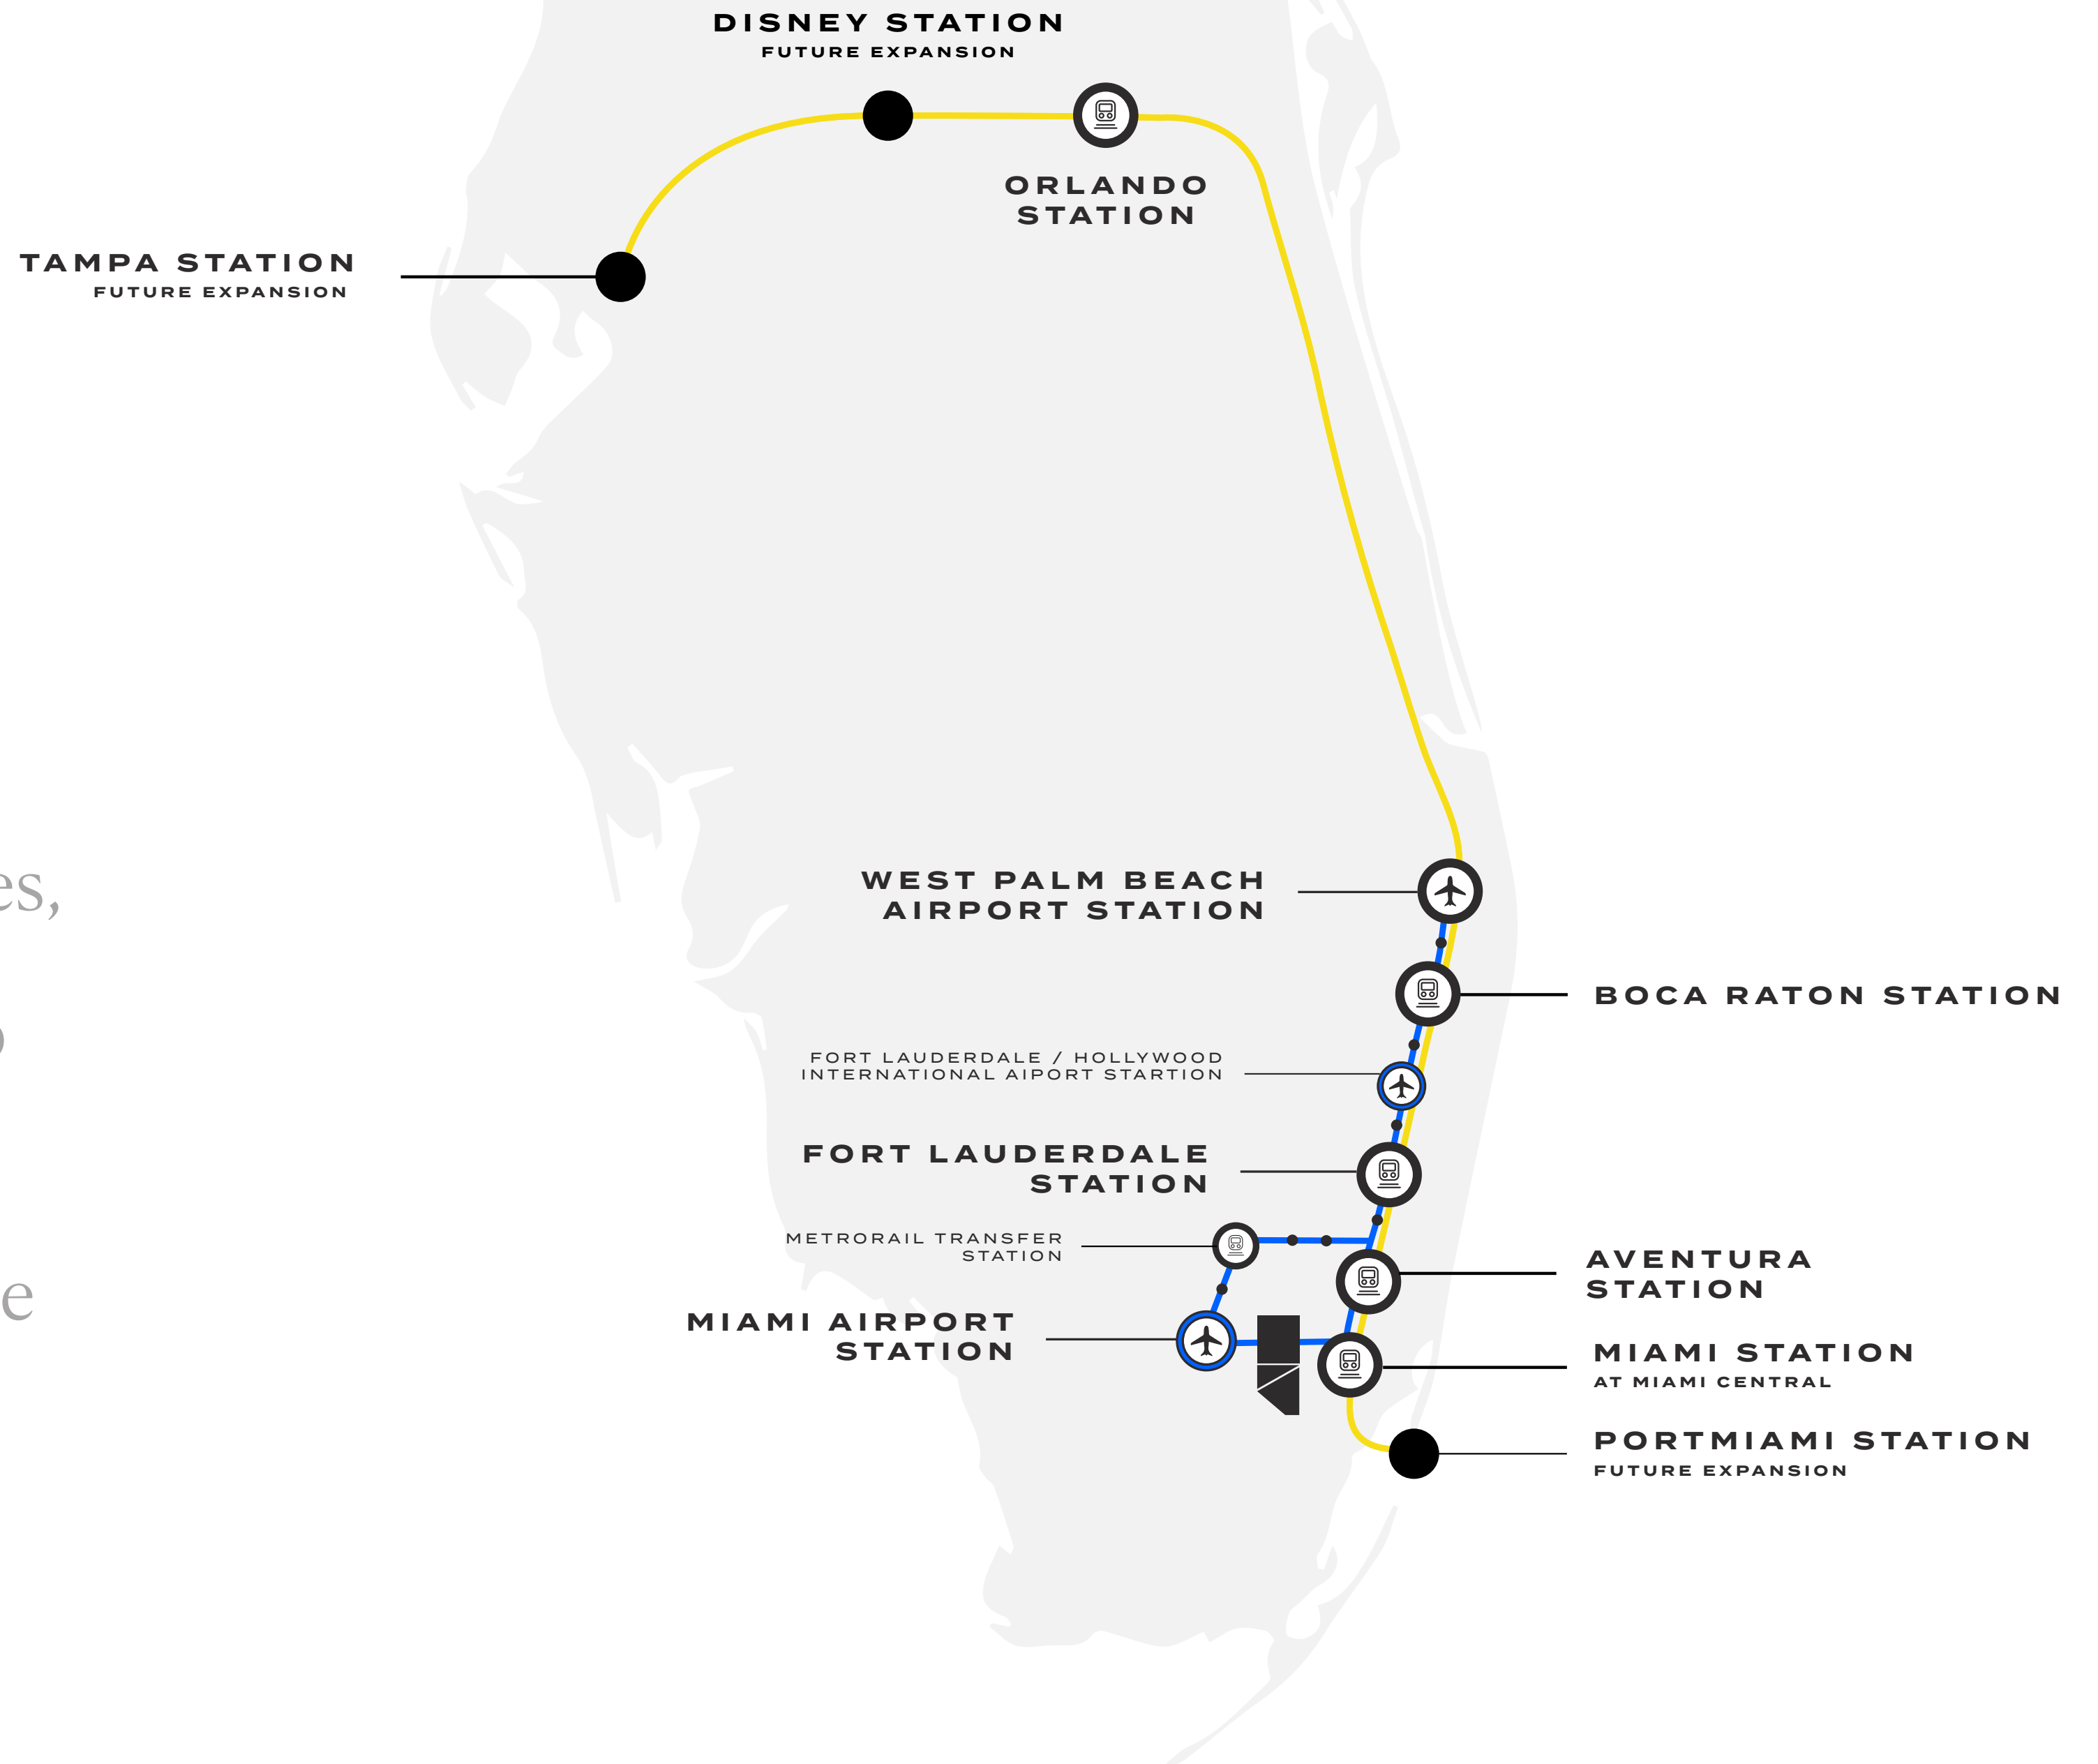 DISNEY STATION
FUTURE EXPANSION
ORLANDO
STATION
TAMPA STATION
FUTURE EXPANSION
WEST PALM BEACH
AIRPORT STATION
es,
BOCA RATON STATION
FORT LAUDERDALE / HOLLYWOOD
INTERNATIONAL AIPORT STARTION
FORT LAUDERDALE
STATION
METRORAIL TRANSFER
STATION
AVENTURA
STATION
e
MIAMI AIRPORT
STATION
MIAMI STATION
AT MIAMI CENTRAL
PORTMIAMI STATION
FUTURE EXPANSION